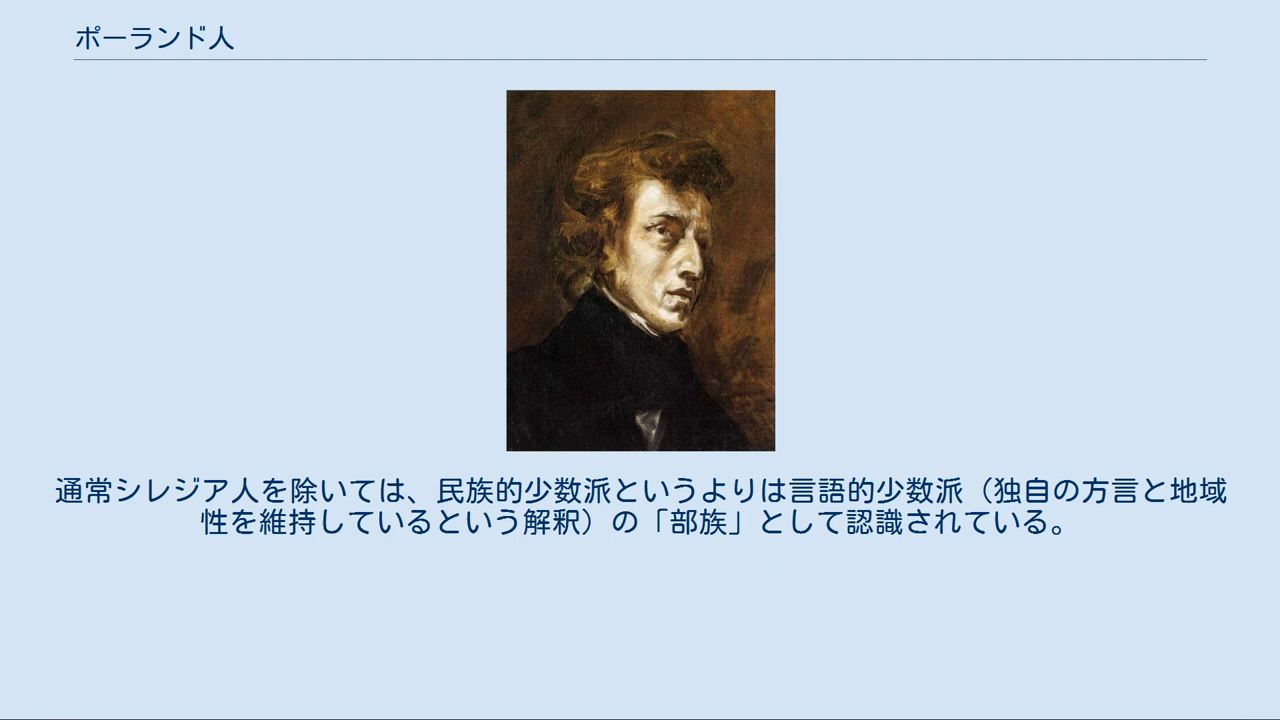 ポーランド人
通常シレジア人を除いては、民族的少数派というよりは言語的少数派（独自の方言と地域
性を維持しているという解釈）の「部族」として認識されている。